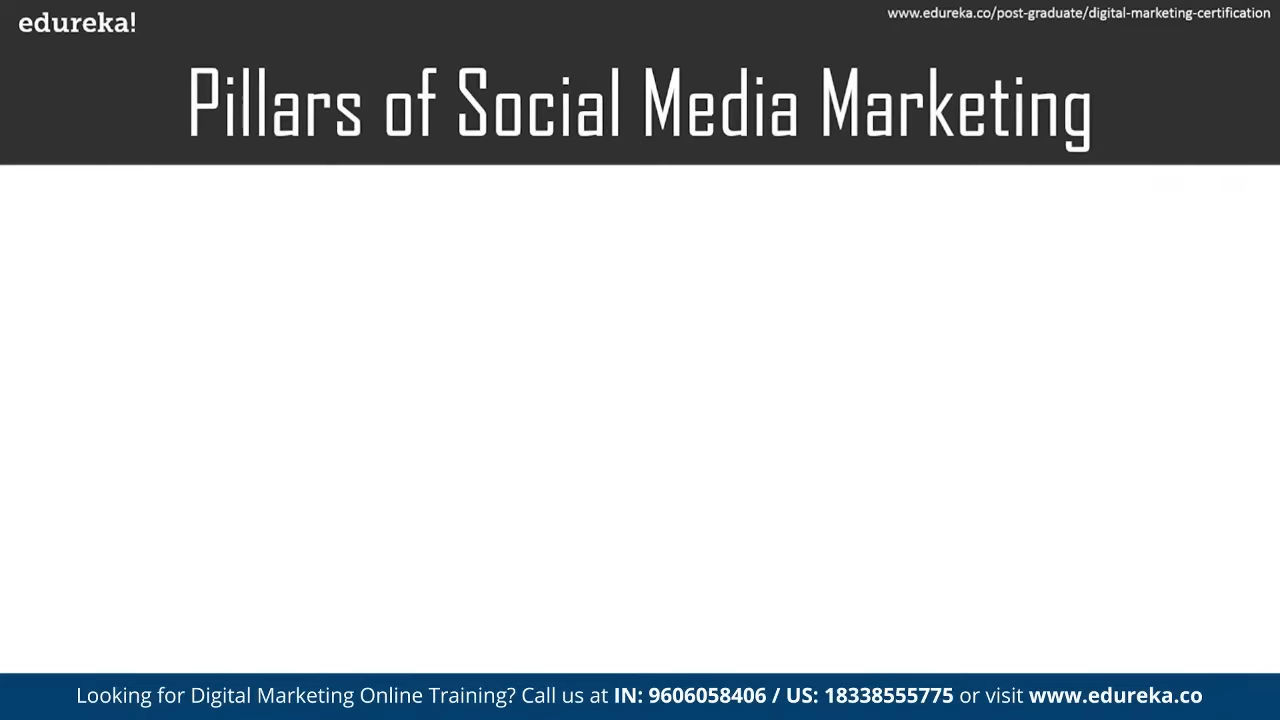 edureka!
www.edureka.co/post-graduate/digital-marketing-certification
Pillars of Social Media Marketing
Looking for Digital Marketing Online Training? Call us at IN: 9606058406 / US: 18338555775 or visit www.edureka.co